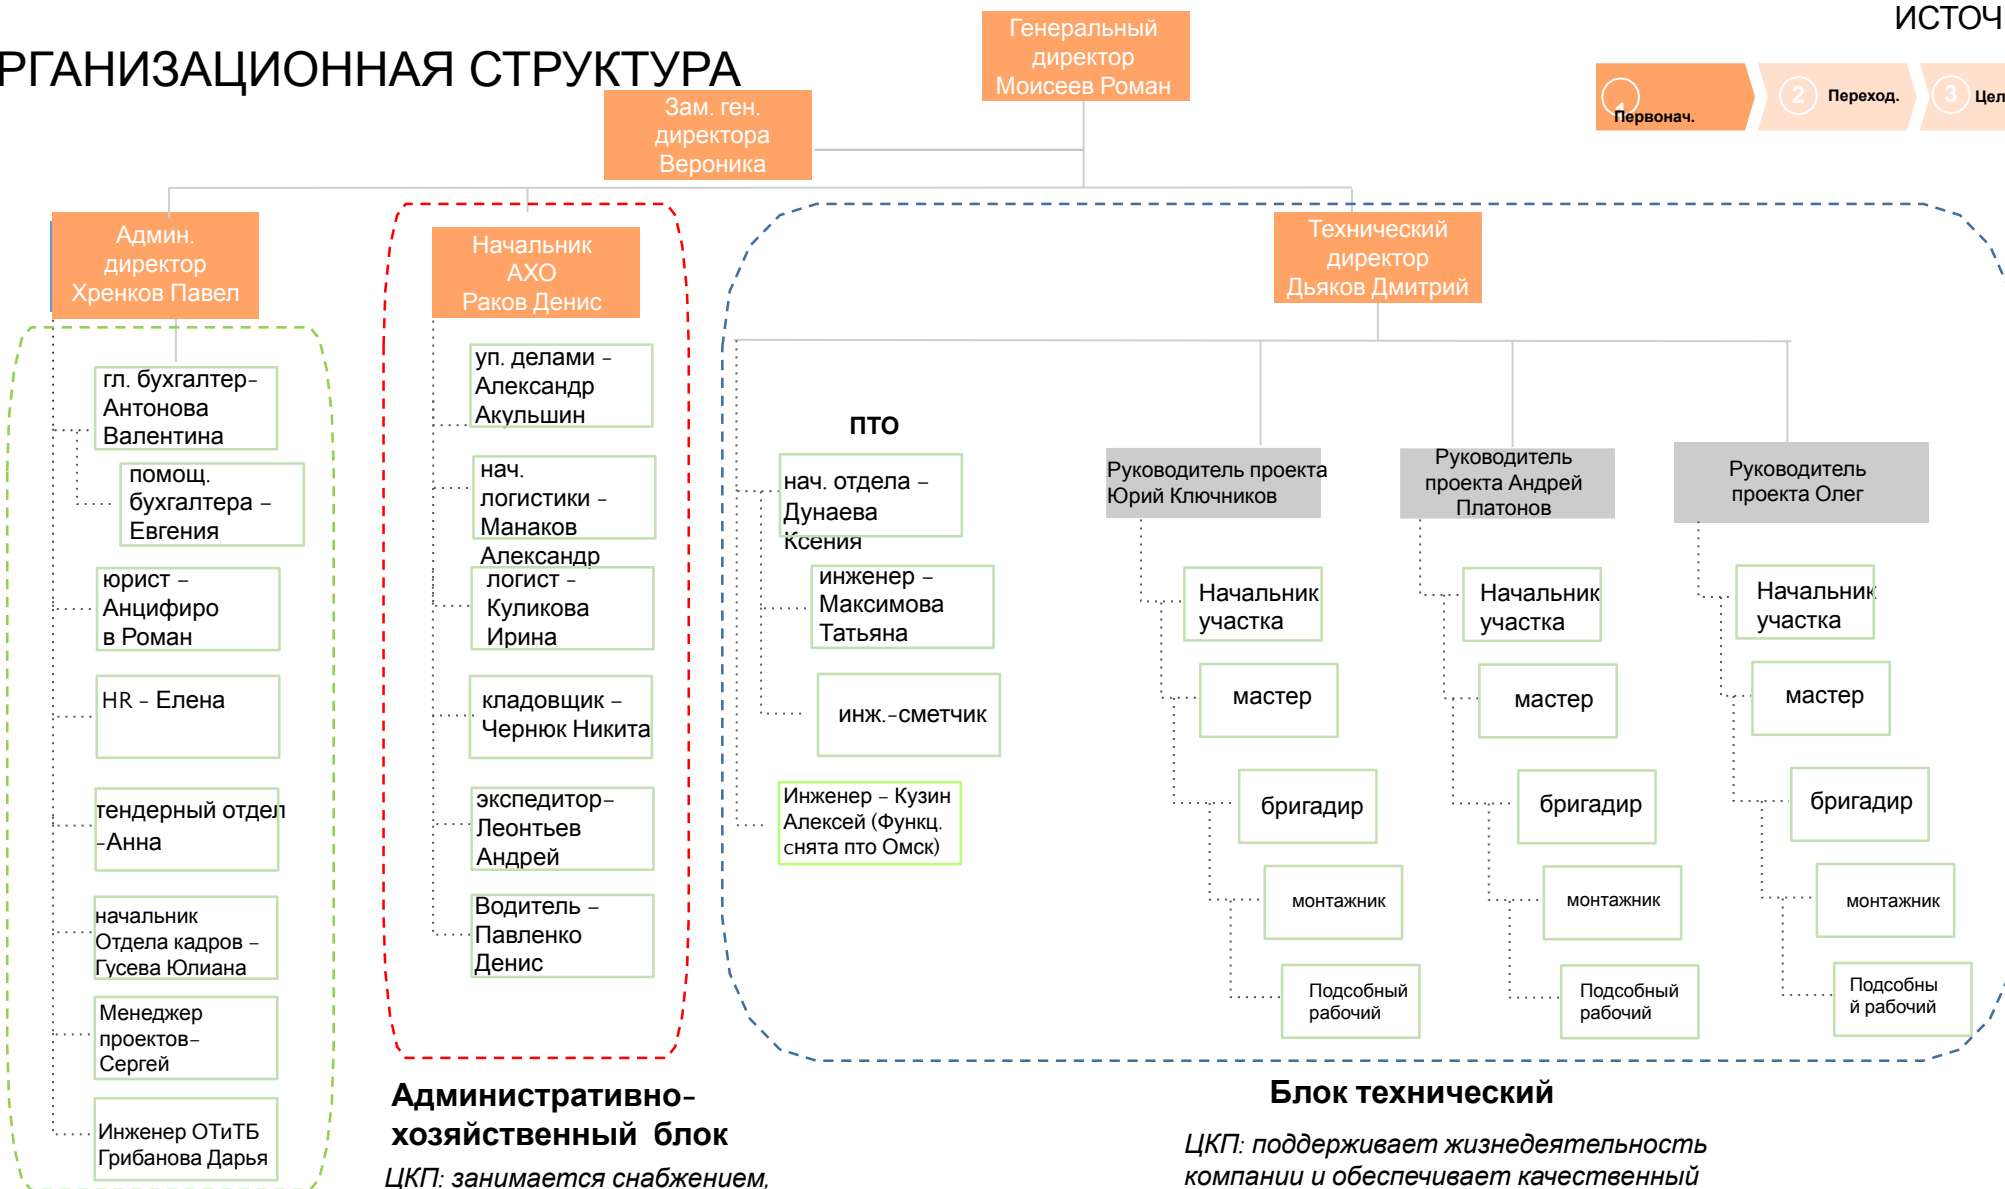 ИСТОЧ
РГАНИЗАЦИОННАЯ СТРУКТУРА
Генеральный
директор
Моисеев Роман
Зам. ген.
директора
Вероника
1
Первонач.
2
Переход.
3
Цел
Админ.
директор
Хренков Павел
гл. бухгалтер-
Антонова
Валентина
помощ.
бухгалтера -
Евгения
юрист -
Анцифиро
в Роман
HR - Елена
тендерный отдел
-Анна
начальник
Отдела кадров -
Гусева Юлиана
Менеджер
проектов-
Сергей
Инженер ОТиТБ
Грибанова Дарья
Начальник
АХО
Раков Денис
уп. делами -
Александр
Акульшин
нач.
логистики -
Манаков
Александр
логист -
Куликова
Ирина
кладовщик -
Чернюк Никита
экспедитор-
Леонтьев
Андрей
Водитель -
Павленко
Денис
Административно-
хозяйственный блок
ЦКП: занимается снабжением,
Технический
директор
Дьяков Дмитрий
ПТО
нач. отдела -
Дунаева
Ксения
инженер -
Максимова
Татьяна
инж.-сметчик
Инженер - Кузин
Алексей (Функц.
снята пто Омск)
Руководитель проекта
Юрий Ключников
Начальник
участка
мастер
бригадир
монтажник
Подсобный
рабочий
Руководитель
проекта Андрей
Платонов
Начальник
участка
мастер
бригадир
монтажник
Подсобный
рабочий
Руководитель
проекта Олег
Начальник
участка
мастер
бригадир
монтажник
Подсобны
й рабочий
Блок технический
ЦКП: поддерживает жизнедеятельность
компании и обеспечивает качественный